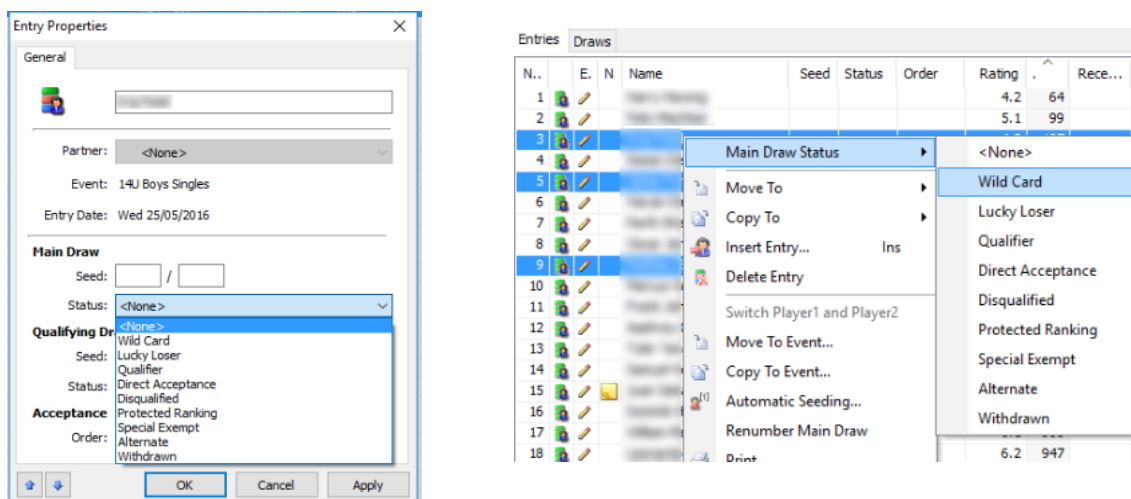 Entry Properties
General
Partner: <None>
Event: 14U Boys Singles
Entry Date: Wed 25/05/2016
Main Draw
Seed: /
Status: <None>
<None>
Wild Card
Lucky Loser
Qualifier
Direct Acceptance
Disqualified
Protected Ranking
Special Exempt
Alternate
Withdrawn
Qualifying Dr
Seed:
Status:
Acceptance
Order:
OK Cancel Apply
Entries Draws
N.. E. N Name Seed Status Order Rating . Rece...
1 4.2 64
2 5.1 99
3
4
5
6
7
8
9
10
11
12
13
14
15
16
17
18 6.2 947
Main Draw Status
Move To
Copy To
Insert Entry... Ins
Delete Entry
Switch Player1 and Player2
Move To Event...
Copy To Event...
Automatic Seeding...
Renumber Main Draw
Print
<None>
Wild Card
Lucky Loser
Qualifier
Direct Acceptance
Disqualified
Protected Ranking
Special Exempt
Alternate
Withdrawn